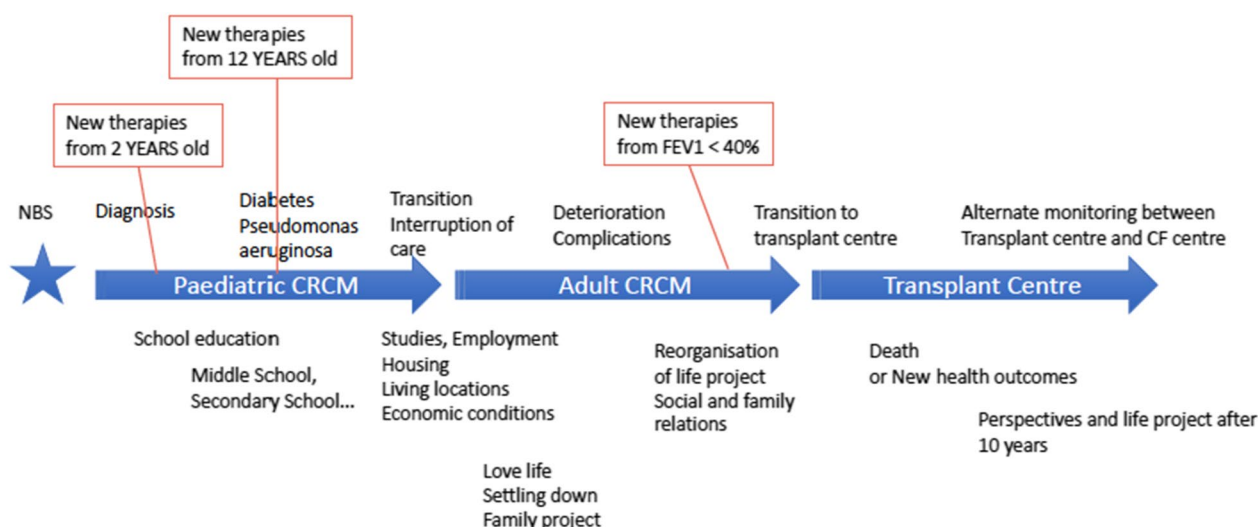 New therapies
from 12 YEARS old
New therapies
from 2 YEARS old
New therapies
from FEV1 < 40%
NBS
Diagnosis
Diabetes
Pseudomonas
aeruginosa
Transition
Interruption of
care
Deterioration
Complications
Transition to
transplant centre
Alternate monitoring between
Transplant centre and CF centre
Paediatric CRCM
Adult CRCM
Transplant Centre
School education
Middle School,
Secondary School...
Studies, Employment
Housing
Living locations
Economic conditions
Love life
Settling down
Family project
Reorganisation
of life project
Social and family
relations
Death
or New health outcomes
Perspectives and life project after
10 years